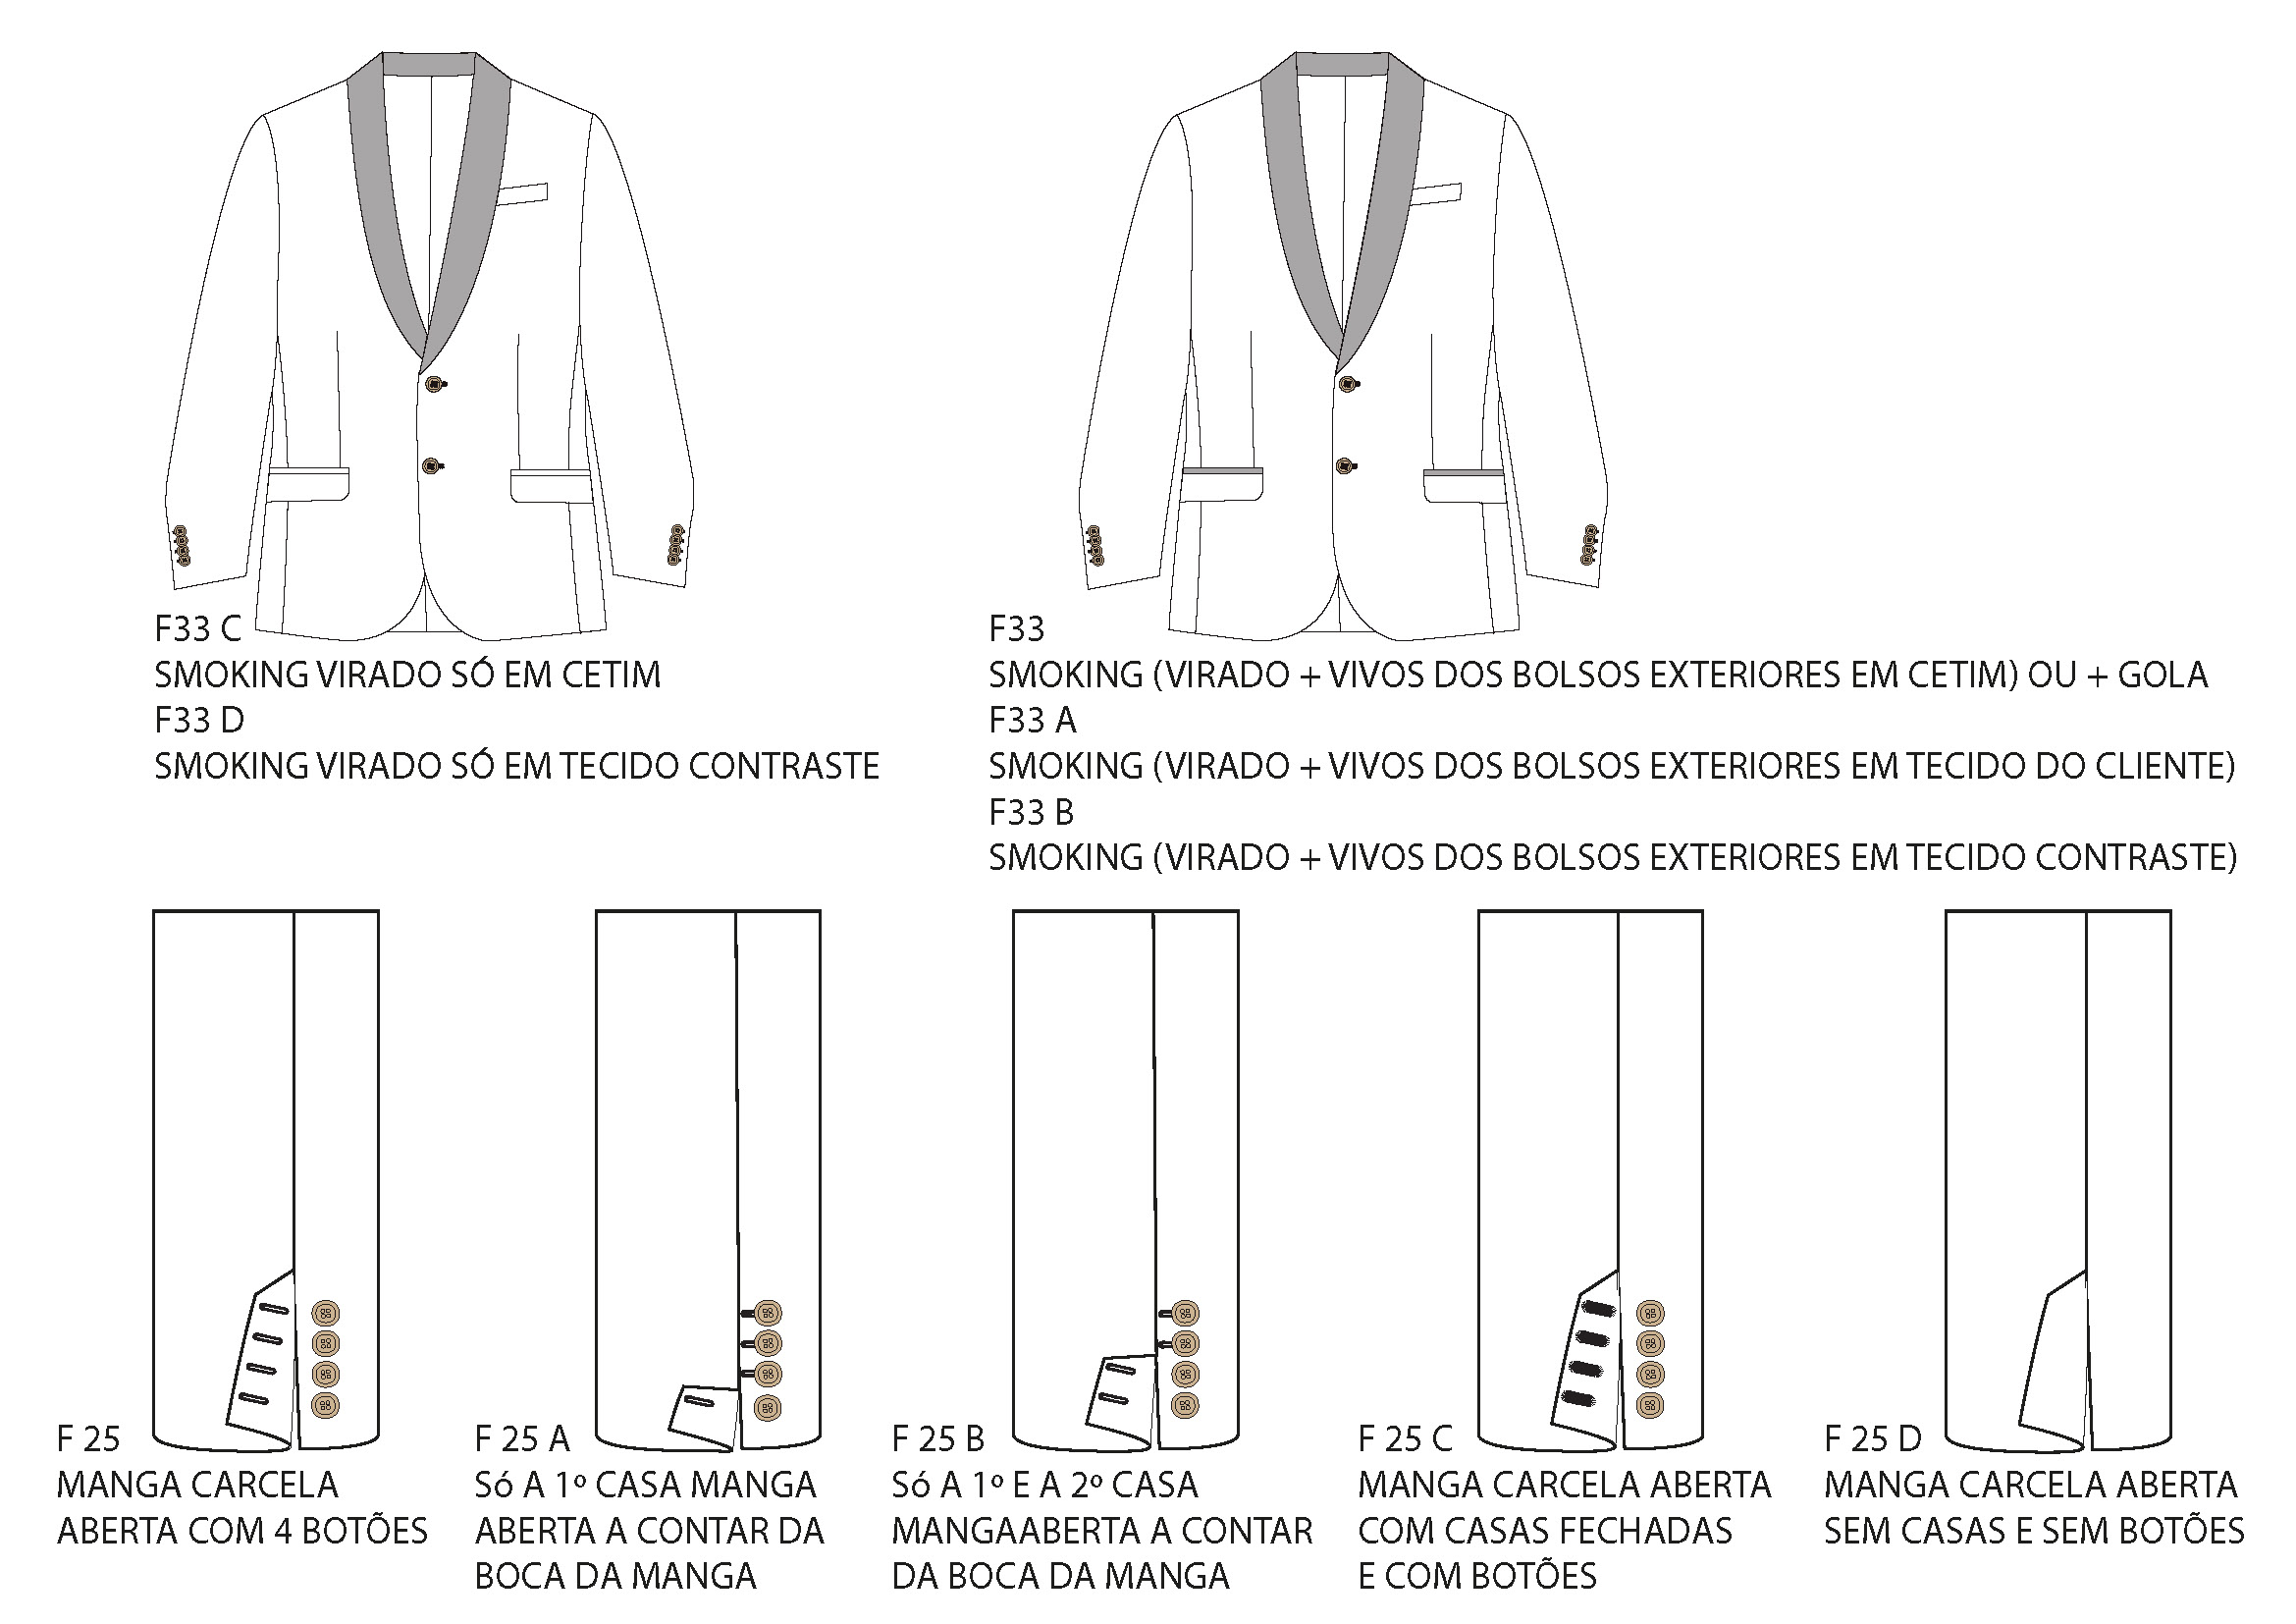 F33 C
SMOKING VIRADO SÓ EM CETIM
F33 D
SMOKING VIRADO SÓ EM TECIDO CONTRASTE
F33
SMOKING (VIRADO + VIVOS DOS BOLSOS EXTERIORES EM CETIM) OU + GOLA
F33 A
SMOKING (VIRADO + VIVOS DOS BOLSOS EXTERIORES EM TECIDO DO CLIENTE)
F33 B
SMOKING (VIRADO + VIVOS DOS BOLSOS EXTERIORES EM TECIDO CONTRASTE)
F 25
MANGA CARCELA
ABERTA COM 4 BOTÕES
F 25 A
Só A 1º CASA MANGA
ABERTA A CONTAR DA
BOCA DA MANGA
F 25 B
Só A 1º E A 2º CASA
MANGAABERTA A CONTAR
DA BOCA DA MANGA
F 25 C
MANGA CARCELA ABERTA
COM CASAS FECHADAS
E COM BOTÕES
F 25 D
MANGA CARCELA ABERTA
SEM CASAS E SEM BOTÕES